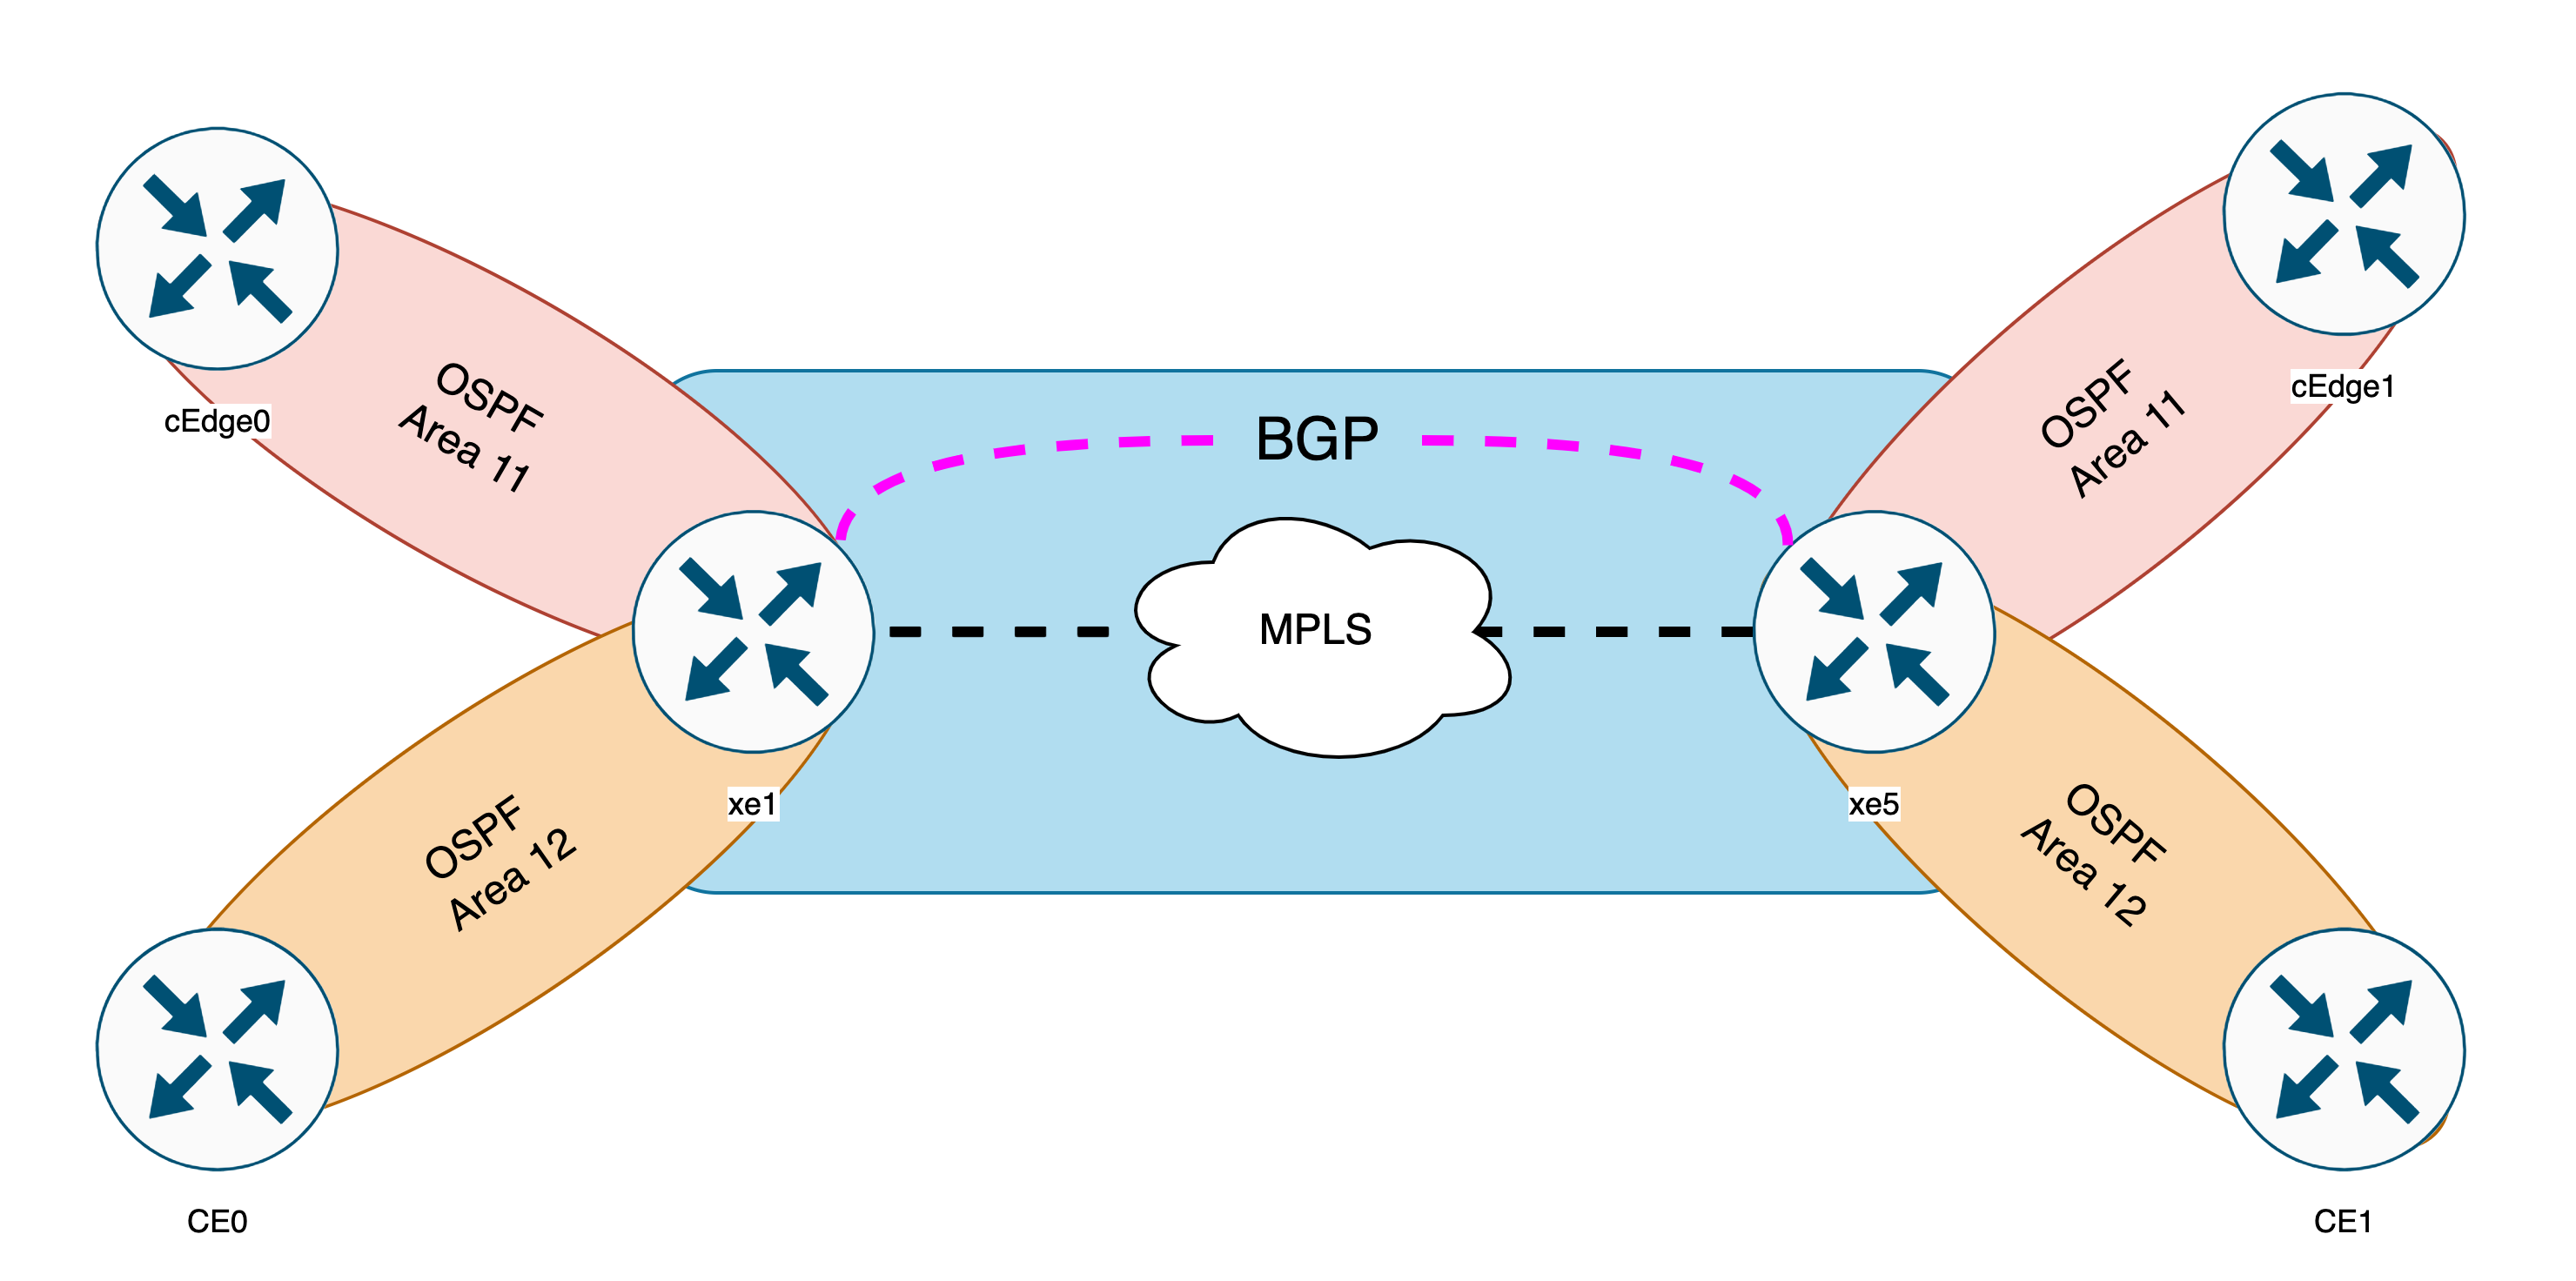 cEdge0
OSPF
Area 11
BGP
OSPF
Area 11
cEdge1
MPLS
xe1
xe5
OSPF
Area 12
OSPF
Area 12
CE0
CE1